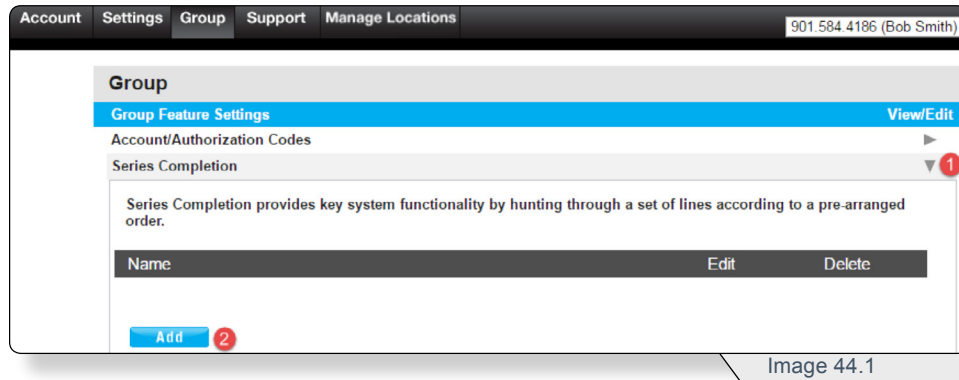 Account Settings Group Support Manage Locations
901.584.4186 (Bob Smith)
Group
Group Feature Settings View/Edit
Account/Authorization Codes
Series Completion 1
Series Completion provides key system functionality by hunting through a set of lines according to a pre-arranged
order.
Name Edit Delete
Add 2
Image 44.1